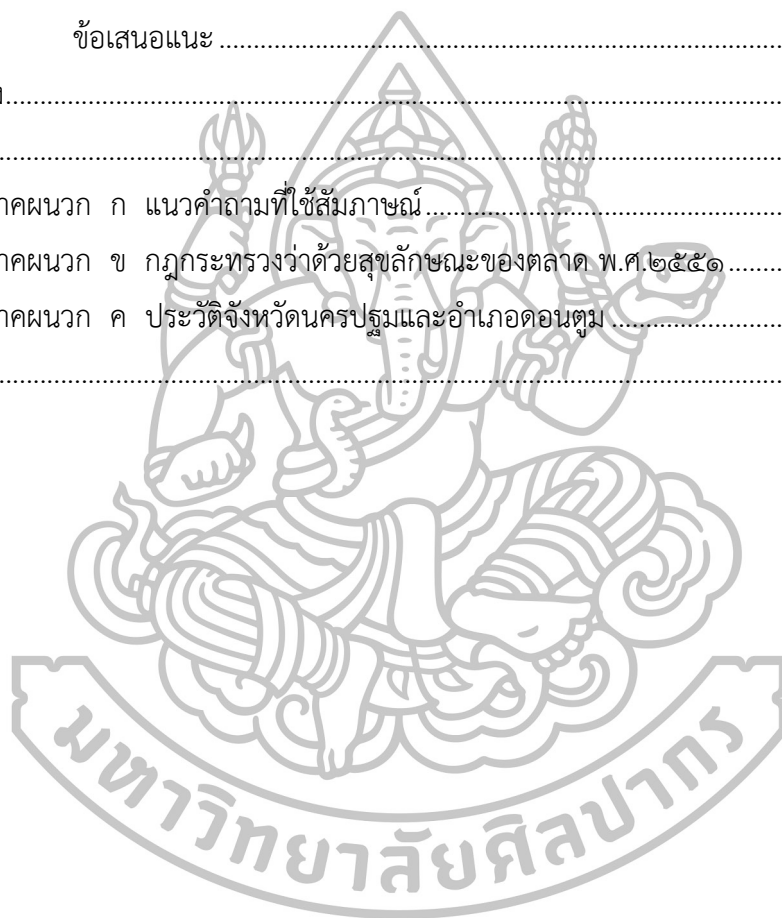 ข้อเสนอแนะ ................................................................................
.............................................................................................
.............................................................................................
าคผนวก ก แนวคำถามที่ใช้สัมภาษณ์ ..................................................
าคผนวก ข กฎกระทรวงว่าด้วยสุขลักษณะของตลาด พ.ศ.๒๕๕๑ ........
าคผนวก ค ประวัติจังหวัดนครปฐมและอำเภอดอนตูม .........................
.............................................................................................
มหาวิทยาลัยศิลปากร